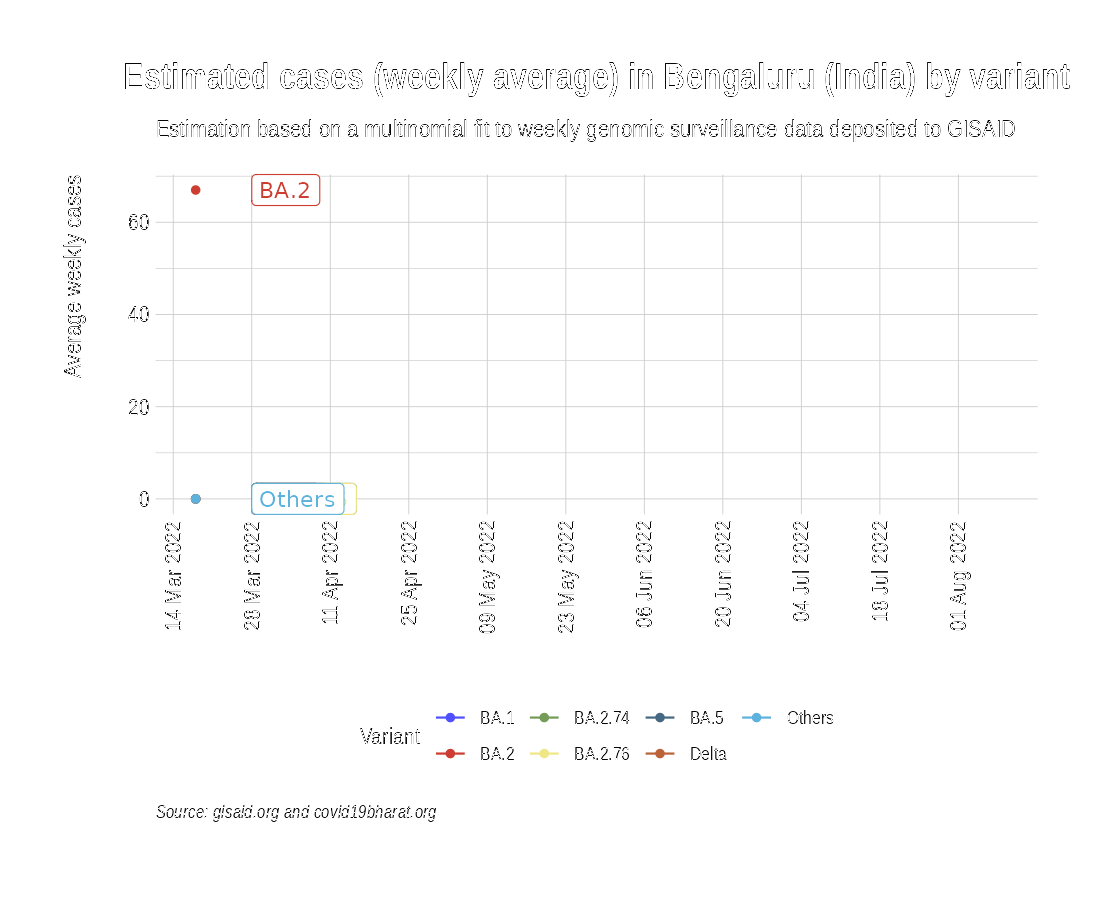 Estimated cases (weekly average) in Bengaluru (India) by variant
Estimation based on a multinomial fit to weekly genomic surveillance data deposited to GISAID
Average weekly cases
60
40
20
0
BA.2
Others
14 Mar 2022
28 Mar 2022
11 Apr 2022
25 Apr 2022
09 May 2022
23 May 2022
06 Jun 2022
20 Jun 2022
04 Jul 2022
18 Jul 2022
01 Aug 2022
Variant
BA.1 BA.2.74 BA.5 Others
BA.2 BA.2.76 Delta
Source: gisaid.org and covid19bharat.org